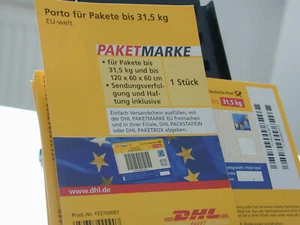 Porto für Pakete bis 31,5 kg
EU-weit
PAKETMARKE
• für Pakete bis
31,5 kg und bis
120 x 60 x 60 cm
• Sendungsverfol-
gung und Haf-
tung inklusive
1 Stück
Einfach Versandschein ausfüllen, mit
der DHL PAKETMARKE EU freimachen
und in Ihrer Filiale, DHL PACKSTATION
oder DHL PAKETBOX abgeben.
www.dhl.de
DHL
Deutsche Post
31,5 kg